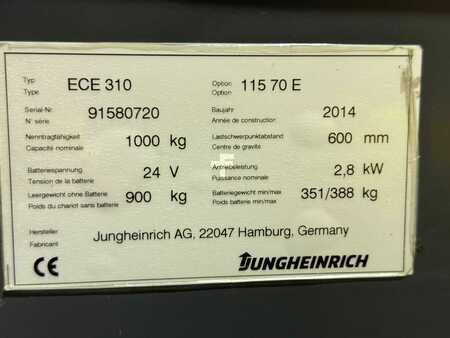 Typ ECE 310 Option 115 70 E
Type Option
Serial-Nr. 91580720 Baujahr 2014
N° série Année de construction
Nenntragfähigkeit 1000 kg Lastschwerpunktabstand 600 mm
Capacité nominale Centre de gravité
Batteriespannung 24 V Antriebsleistung 2,8 kW
Tension de la batterie Puissance nominale
Leergewicht ohne Batterie 900 kg Batteriegewicht min/max 351/388 kg
Poids du chariot sans batterie Poids batterie min/max
Hersteller Jungheinrich AG, 22047 Hamburg, Germany
Fabricant
CE JUNGHEINRICH